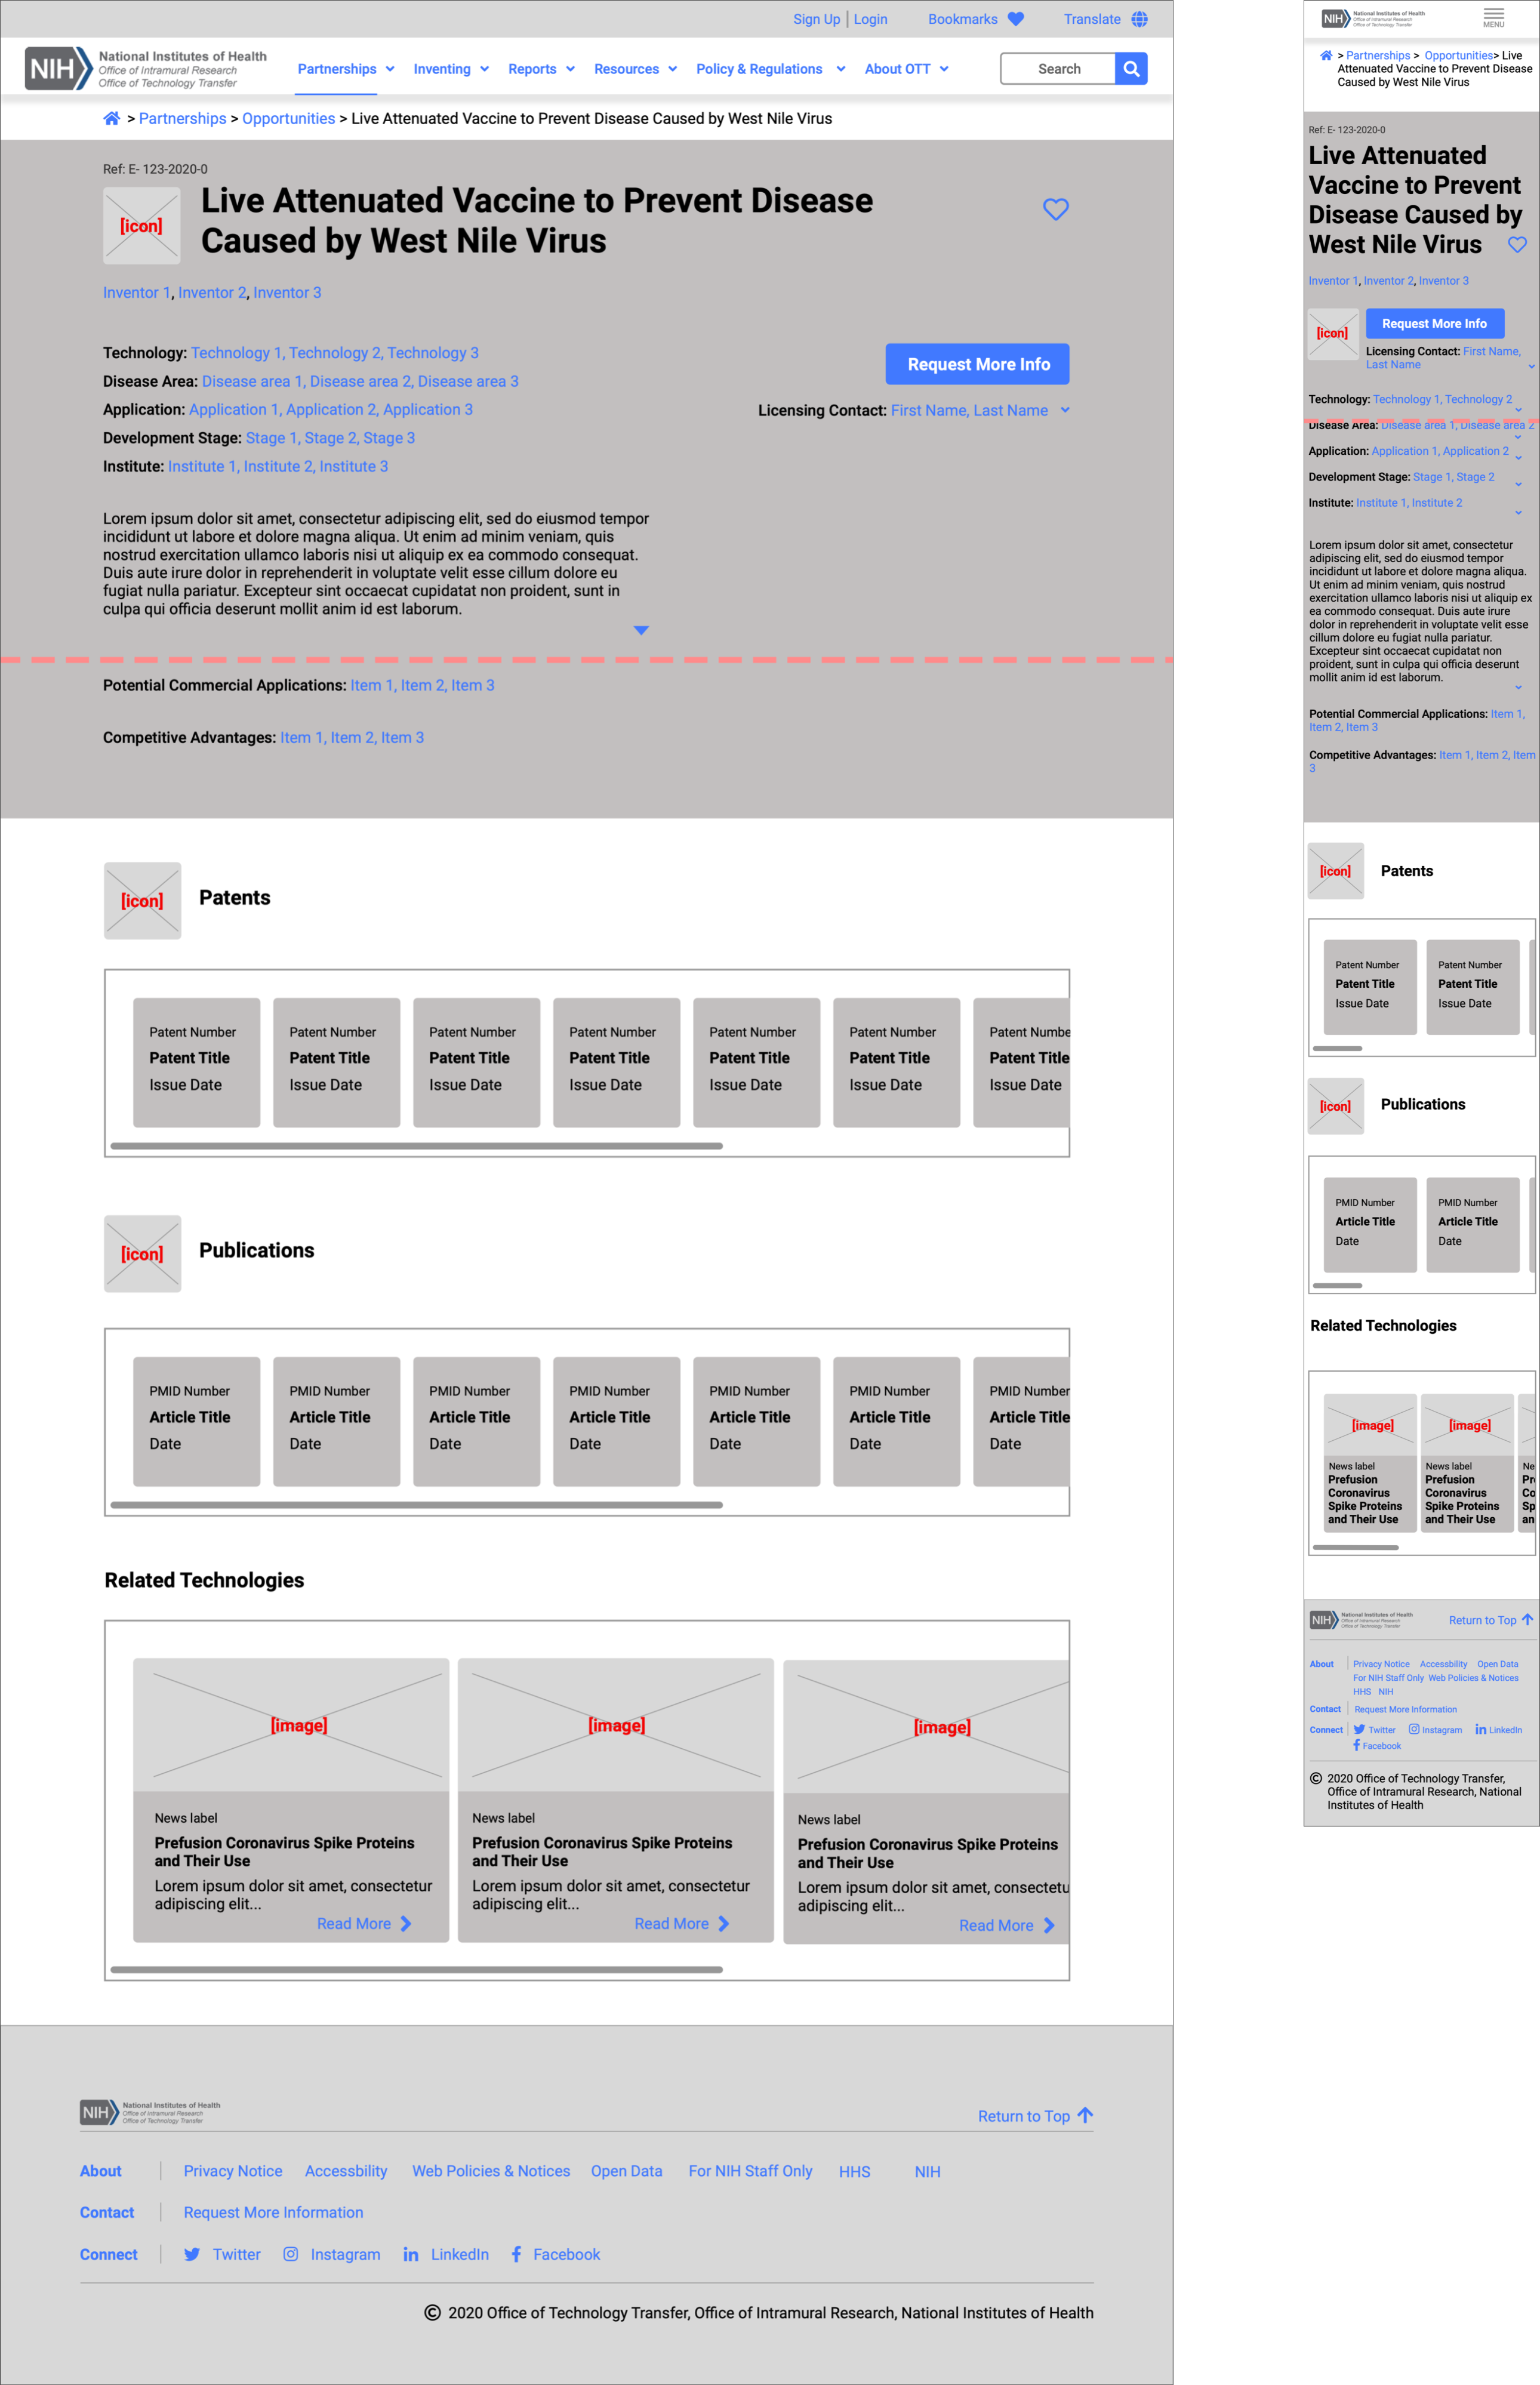 Sign Up | Login Bookmarks Translate
NIH National Institutes of Health
Office of Intramural Research
Office of Technology Transfer
Partnerships Inventing Reports Resources Policy & Regulations About OTT Search
> Partnerships > Opportunities > Live Attenuated Vaccine to Prevent Disease Caused by West Nile Virus
Ref: E- 123-2020-0
[icon]
Live Attenuated Vaccine to Prevent Disease
Caused by West Nile Virus
Inventor 1, Inventor 2, Inventor 3
Technology: Technology 1, Technology 2, Technology 3
Disease Area: Disease area 1, Disease area 2, Disease area 3
Application: Application 1, Application 2, Application 3
Development Stage: Stage 1, Stage 2, Stage 3
Institute: Institute 1, Institute 2, Institute 3
Request More Info
Licensing Contact: First Name, Last Name
Lorem ipsum dolor sit amet, consectetur adipiscing elit, sed do eiusmod tempor
incididunt ut labore et dolore magna aliqua. Ut enim ad minim veniam, quis
nostrud exercitation ullamco laboris nisi ut aliquip ex ea commodo consequat.
Duis aute irure dolor in reprehenderit in voluptate velit esse cillum dolore eu
fugiat nulla pariatur. Excepteur sint occaecat cupidatat non proident, sunt in
culpa qui officia deserunt mollit anim id est laborum.
Potential Commercial Applications: Item 1, Item 2, Item 3
Competitive Advantages: Item 1, Item 2, Item 3
[icon] Patents
Patent Number Patent Number Patent Number Patent Number Patent Number Patent Number Patent Numbe
Patent Title Patent Title Patent Title Patent Title Patent Title Patent Title Patent Title
Issue Date Issue Date Issue Date Issue Date Issue Date Issue Date Issue Date
[icon] Publications
PMID Number PMID Number PMID Number PMID Number PMID Number PMID Number PMID Number
Article Title Article Title Article Title Article Title Article Title Article Title Article Title
Date Date Date Date Date Date Date
Related Technologies
[image] [image] [image]
News label News label News label
Prefusion Coronavirus Spike Proteins Prefusion Coronavirus Spike Proteins Prefusion Coronavirus Spike Proteins
and Their Use and Their Use and Their Use
Lorem ipsum dolor sit amet, consectetur Lorem ipsum dolor sit amet, consectetur Lorem ipsum dolor sit amet, consectetu
adipiscing elit... adipiscing elit... adipiscing elit...
Read More Read More Read More
NIH National Institutes of Health
Office of Intramural Research
Office of Technology Transfer
Return to Top
About | Privacy Notice Accessbility Web Policies & Notices Open Data For NIH Staff Only HHS NIH
Contact | Request More Information
Connect | Twitter Instagram LinkedIn Facebook
© 2020 Office of Technology Transfer, Office of Intramural Research, National Institutes of Health
NIH National Institutes of Health
Office of Intramural Research
Office of Technology Transfer
MENU
> Partnerships > Opportunities> Live
Attenuated Vaccine to Prevent Disease
Caused by West Nile Virus
Ref: E- 123-2020-0
Live Attenuated
Vaccine to Prevent
Disease Caused by
West Nile Virus
Inventor 1, Inventor 2, Inventor 3
[icon]
Request More Info
Licensing Contact: First Name,
Last Name
Technology: Technology 1, Technology 2
Disease Area: Disease area 1, Disease area 2
Application: Application 1, Application 2
Development Stage: Stage 1, Stage 2
Institute: Institute 1, Institute 2
Lorem ipsum dolor sit amet, consectetur
adipiscing elit, sed do eiusmod tempor
incididunt ut labore et dolore magna aliqua.
Ut enim ad minim veniam, quis nostrud
exercitation ullamco laboris nisi ut aliquip ex
ea commodo consequat. Duis aute irure
dolor in reprehenderit in voluptate velit esse
cillum dolore eu fugiat nulla pariatur.
Excepteur sint occaecat cupidatat non
proident, sunt in culpa qui officia deserunt
mollit anim id est laborum.
Potential Commercial Applications: Item 1,
Item 2, Item 3
Competitive Advantages: Item 1, Item 2, Item
3
[icon] Patents
Patent Number Patent Number
Patent Title Patent Title
Issue Date Issue Date
[icon] Publications
PMID Number PMID Number
Article Title Article Title
Date Date
Related Technologies
[image] [image]
News label News label Ne
Prefusion Prefusion Pr
Coronavirus Coronavirus Co
Spike Proteins Spike Proteins Sp
and Their Use and Their Use an
NIH National Institutes of Health
Office of Intramural Research
Office of Technology Transfer
Return to Top
About | Privacy Notice Accessbility Open Data
For NIH Staff Only Web Policies & Notices
HHS NIH
Contact | Request More Information
Connect | Twitter Instagram LinkedIn
Facebook
© 2020 Office of Technology Transfer,
Office of Intramural Research, National
Institutes of Health